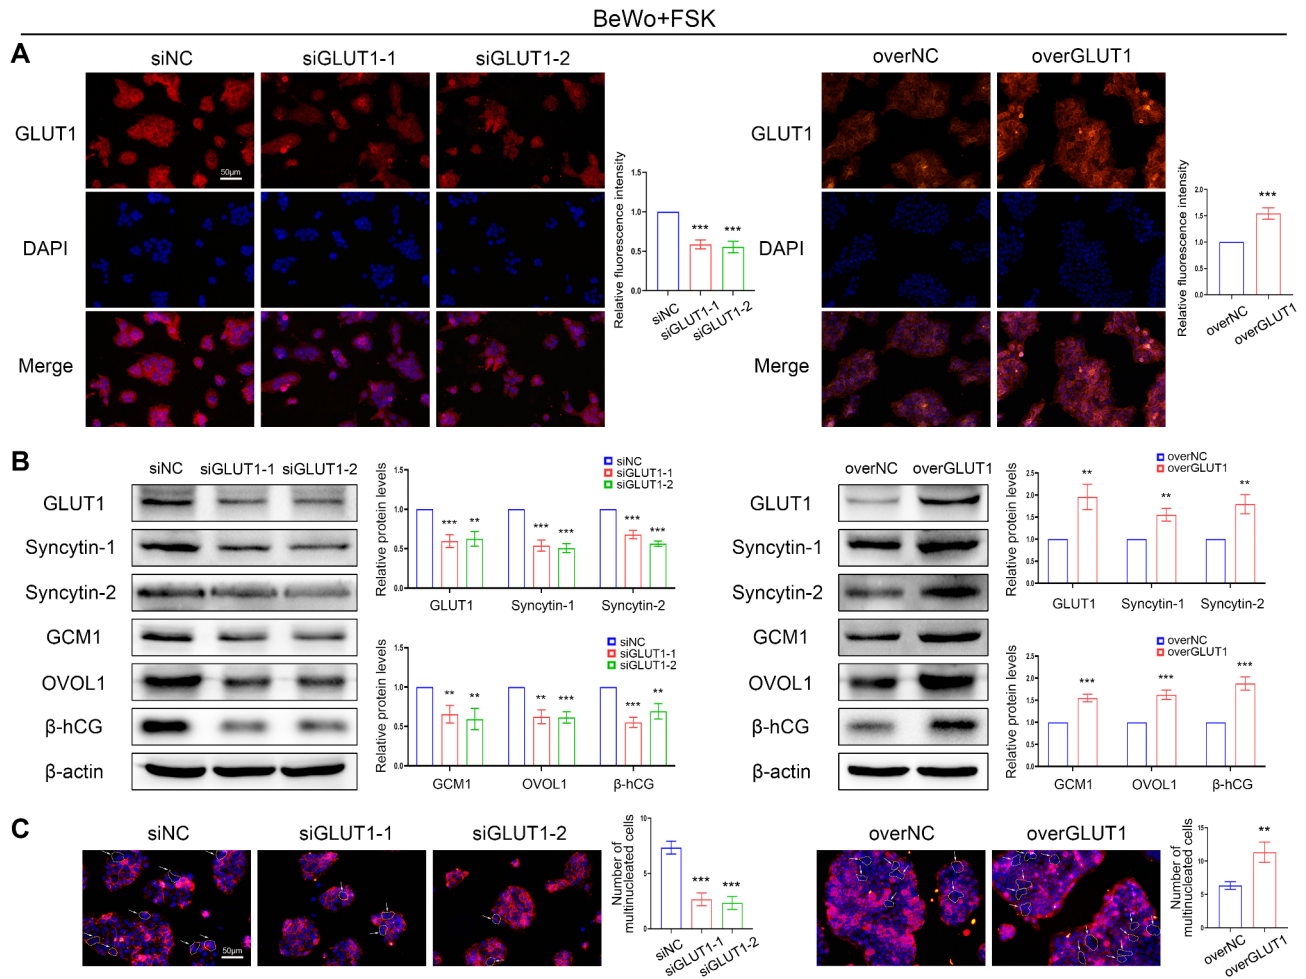 BeWo+FSK
A
siNC siGLUT1-1 siGLUT1-2
GLUT1
50μm
DAPI
Merge
Relative fluorescence intensity
1.5
1.0
0.5
0.0
*** ***
siNC siGLUT1-1 siGLUT1-2
overNC overGLUT1
GLUT1
DAPI
Merge
Relative fluorescence intensity
2.0
1.5
1.0
0.5
0.0
***
overNC overGLUT1
B
siNC siGLUT1-1 siGLUT1-2
GLUT1
Syncytin-1
Syncytin-2
GCM1
OVOL1
β-hCG
β-actin
Relative protein levels
1.5
1.0
0.5
0.0
siNC
siGLUT1-1
siGLUT1-2
*** ** *** *** *** ***
GLUT1 Syncytin-1 Syncytin-2
Relative protein levels
1.5
1.0
0.5
0.0
siNC
siGLUT1-1
siGLUT1-2
** ** ** *** *** **
GCM1 OVOL1 β-hCG
overNC overGLUT1
GLUT1
Syncytin-1
Syncytin-2
GCM1
OVOL1
β-hCG
β-actin
Relative protein levels
2.5
2.0
1.5
1.0
0.5
0.0
overNC
overGLUT1
** ** **
GLUT1 Syncytin-1 Syncytin-2
Relative protein levels
2.5
2.0
1.5
1.0
0.5
0.0
overNC
overGLUT1
*** *** ***
GCM1 OVOL1 β-hCG
C
siNC siGLUT1-1 siGLUT1-2
50μm
Number of
multinucleated cells
10
5
0
*** ***
siNC siGLUT1-1 siGLUT1-2
overNC overGLUT1
Number of
multinucleated cells
15
10
5
0
**
overNC overGLUT1